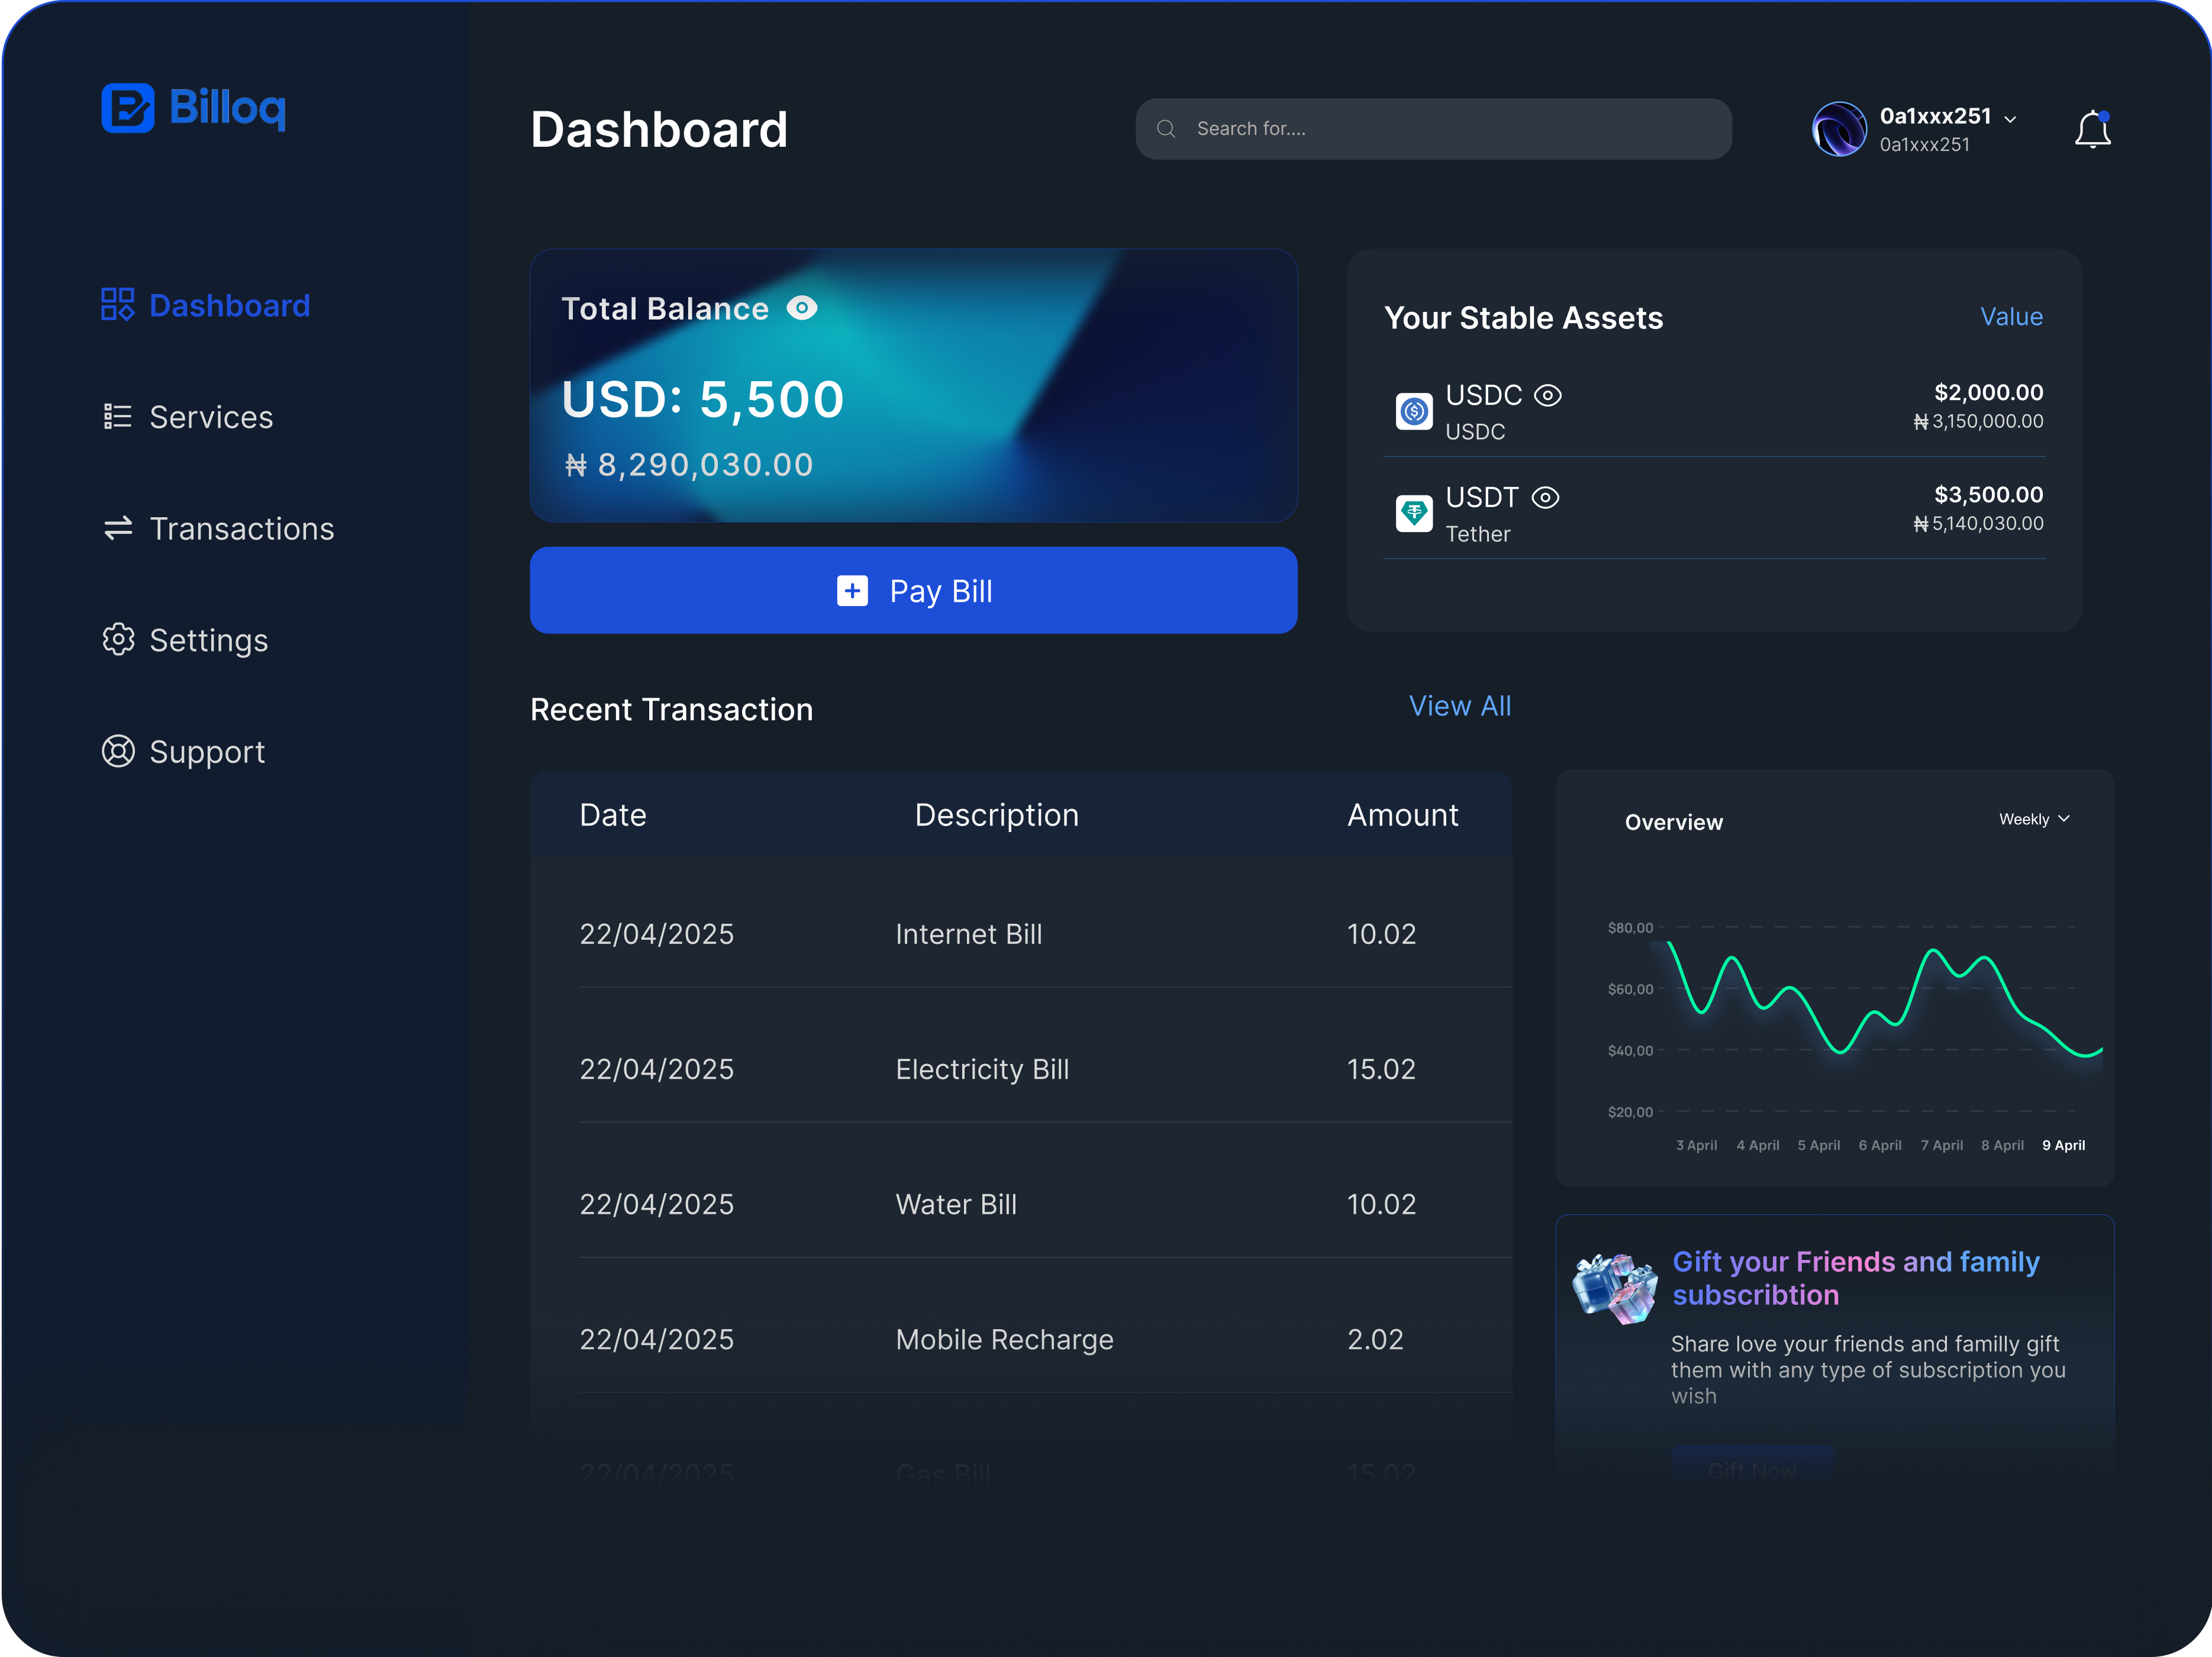 Billoq
Dashboard
Search for....
0a1xxx251
0a1xxx251
Dashboard
Services
Transactions
Settings
Support
Total Balance
USD: 5,500
₦ 8,290,030.00
Pay Bill
Your Stable Assets
Value
USDC
USDC
$2,000.00
₦ 3,150,000.00
USDT
Tether
$3,500.00
₦ 5,140,030.00
Recent Transaction
View All
Date Description Amount
22/04/2025 Internet Bill 10.02
22/04/2025 Electricity Bill 15.02
22/04/2025 Water Bill 10.02
22/04/2025 Mobile Recharge 2.02
22/04/2025 Gas Bill 15.02
Overview
Weekly
$80,00
$60,00
$40,00
$20,00
3 April 4 April 5 April 6 April 7 April 8 April 9 April
Gift your Friends and family
subscribtion
Share love your friends and familly gift
them with any type of subscription you
wish
Gift Now